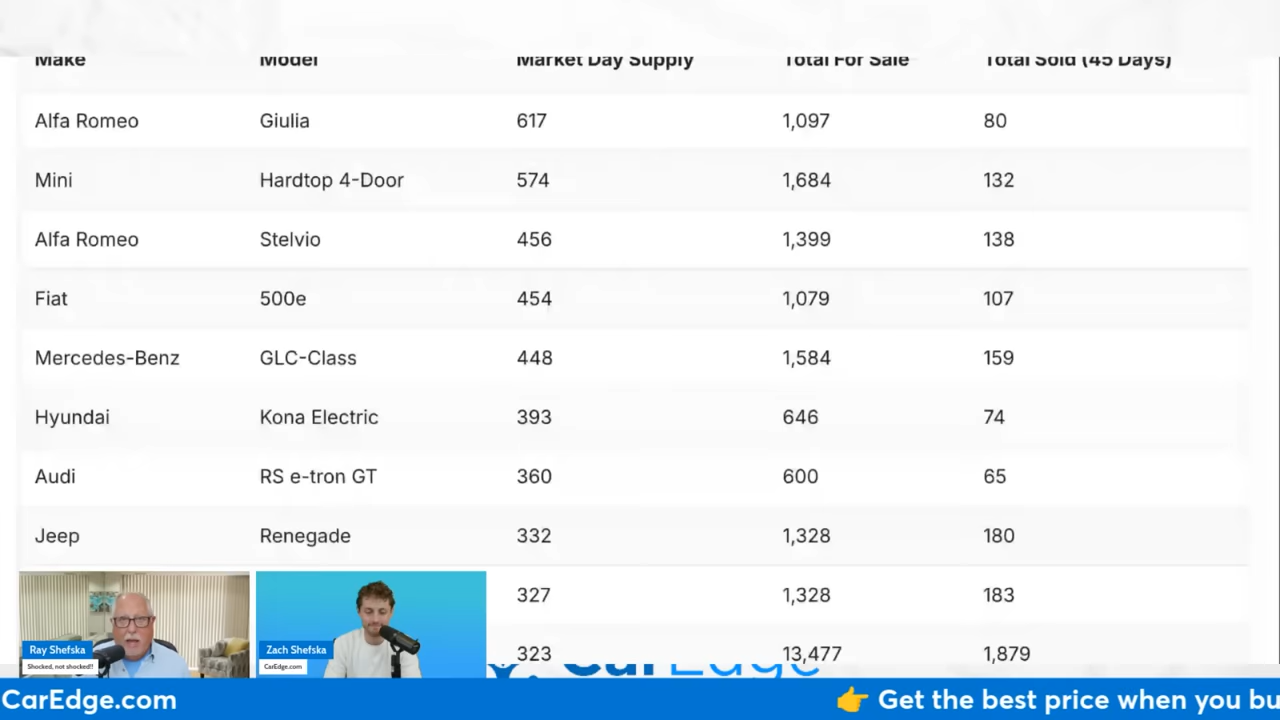 Make Model Market Day Supply Total For Sale Total Sold (45 Days)
Alfa Romeo Giulia 617 1,097 80
Mini Hardtop 4-Door 574 1,684 132
Alfa Romeo Stelvio 456 1,399 138
Fiat 500e 454 1,079 107
Mercedes-Benz GLC-Class 448 1,584 159
Hyundai Kona Electric 393 646 74
Audi RS e-tron GT 360 600 65
Jeep Renegade 332 1,328 180
327 1,328 183
323 13,477 1,879
Ray Shefska
Shocked, not shocked!!
Zach Shefska
CarEdge.com
CarEdge
CarEdge.com 👉 Get the best price when you bu